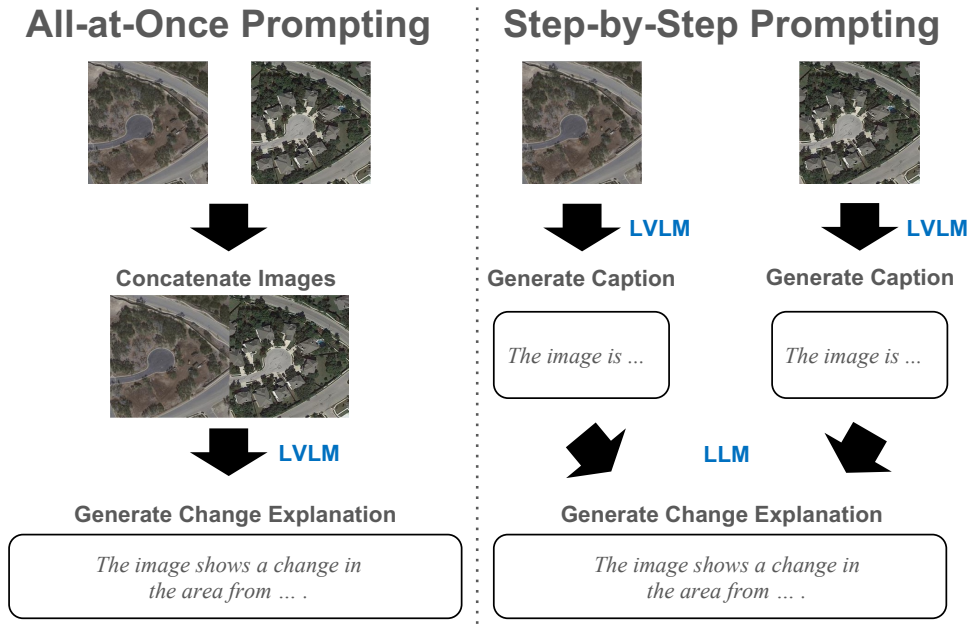 All-at-Once Prompting
Concatenate Images
LVLM
Generate Change Explanation
The image shows a change in
the area from ... .
Step-by-Step Prompting
LVLM
LVLM
Generate Caption
Generate Caption
The image is ...
The image is ...
LLM
Generate Change Explanation
The image shows a change in
the area from ... .